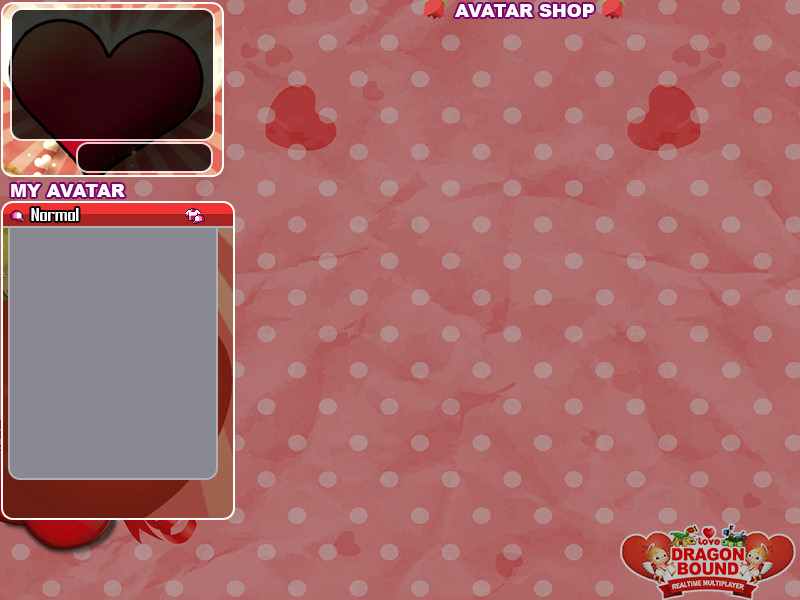 AVATAR SHOP
MY AVATAR
Normal
love
DRAGON
BOUND
REALTIME MULTIPLAYER